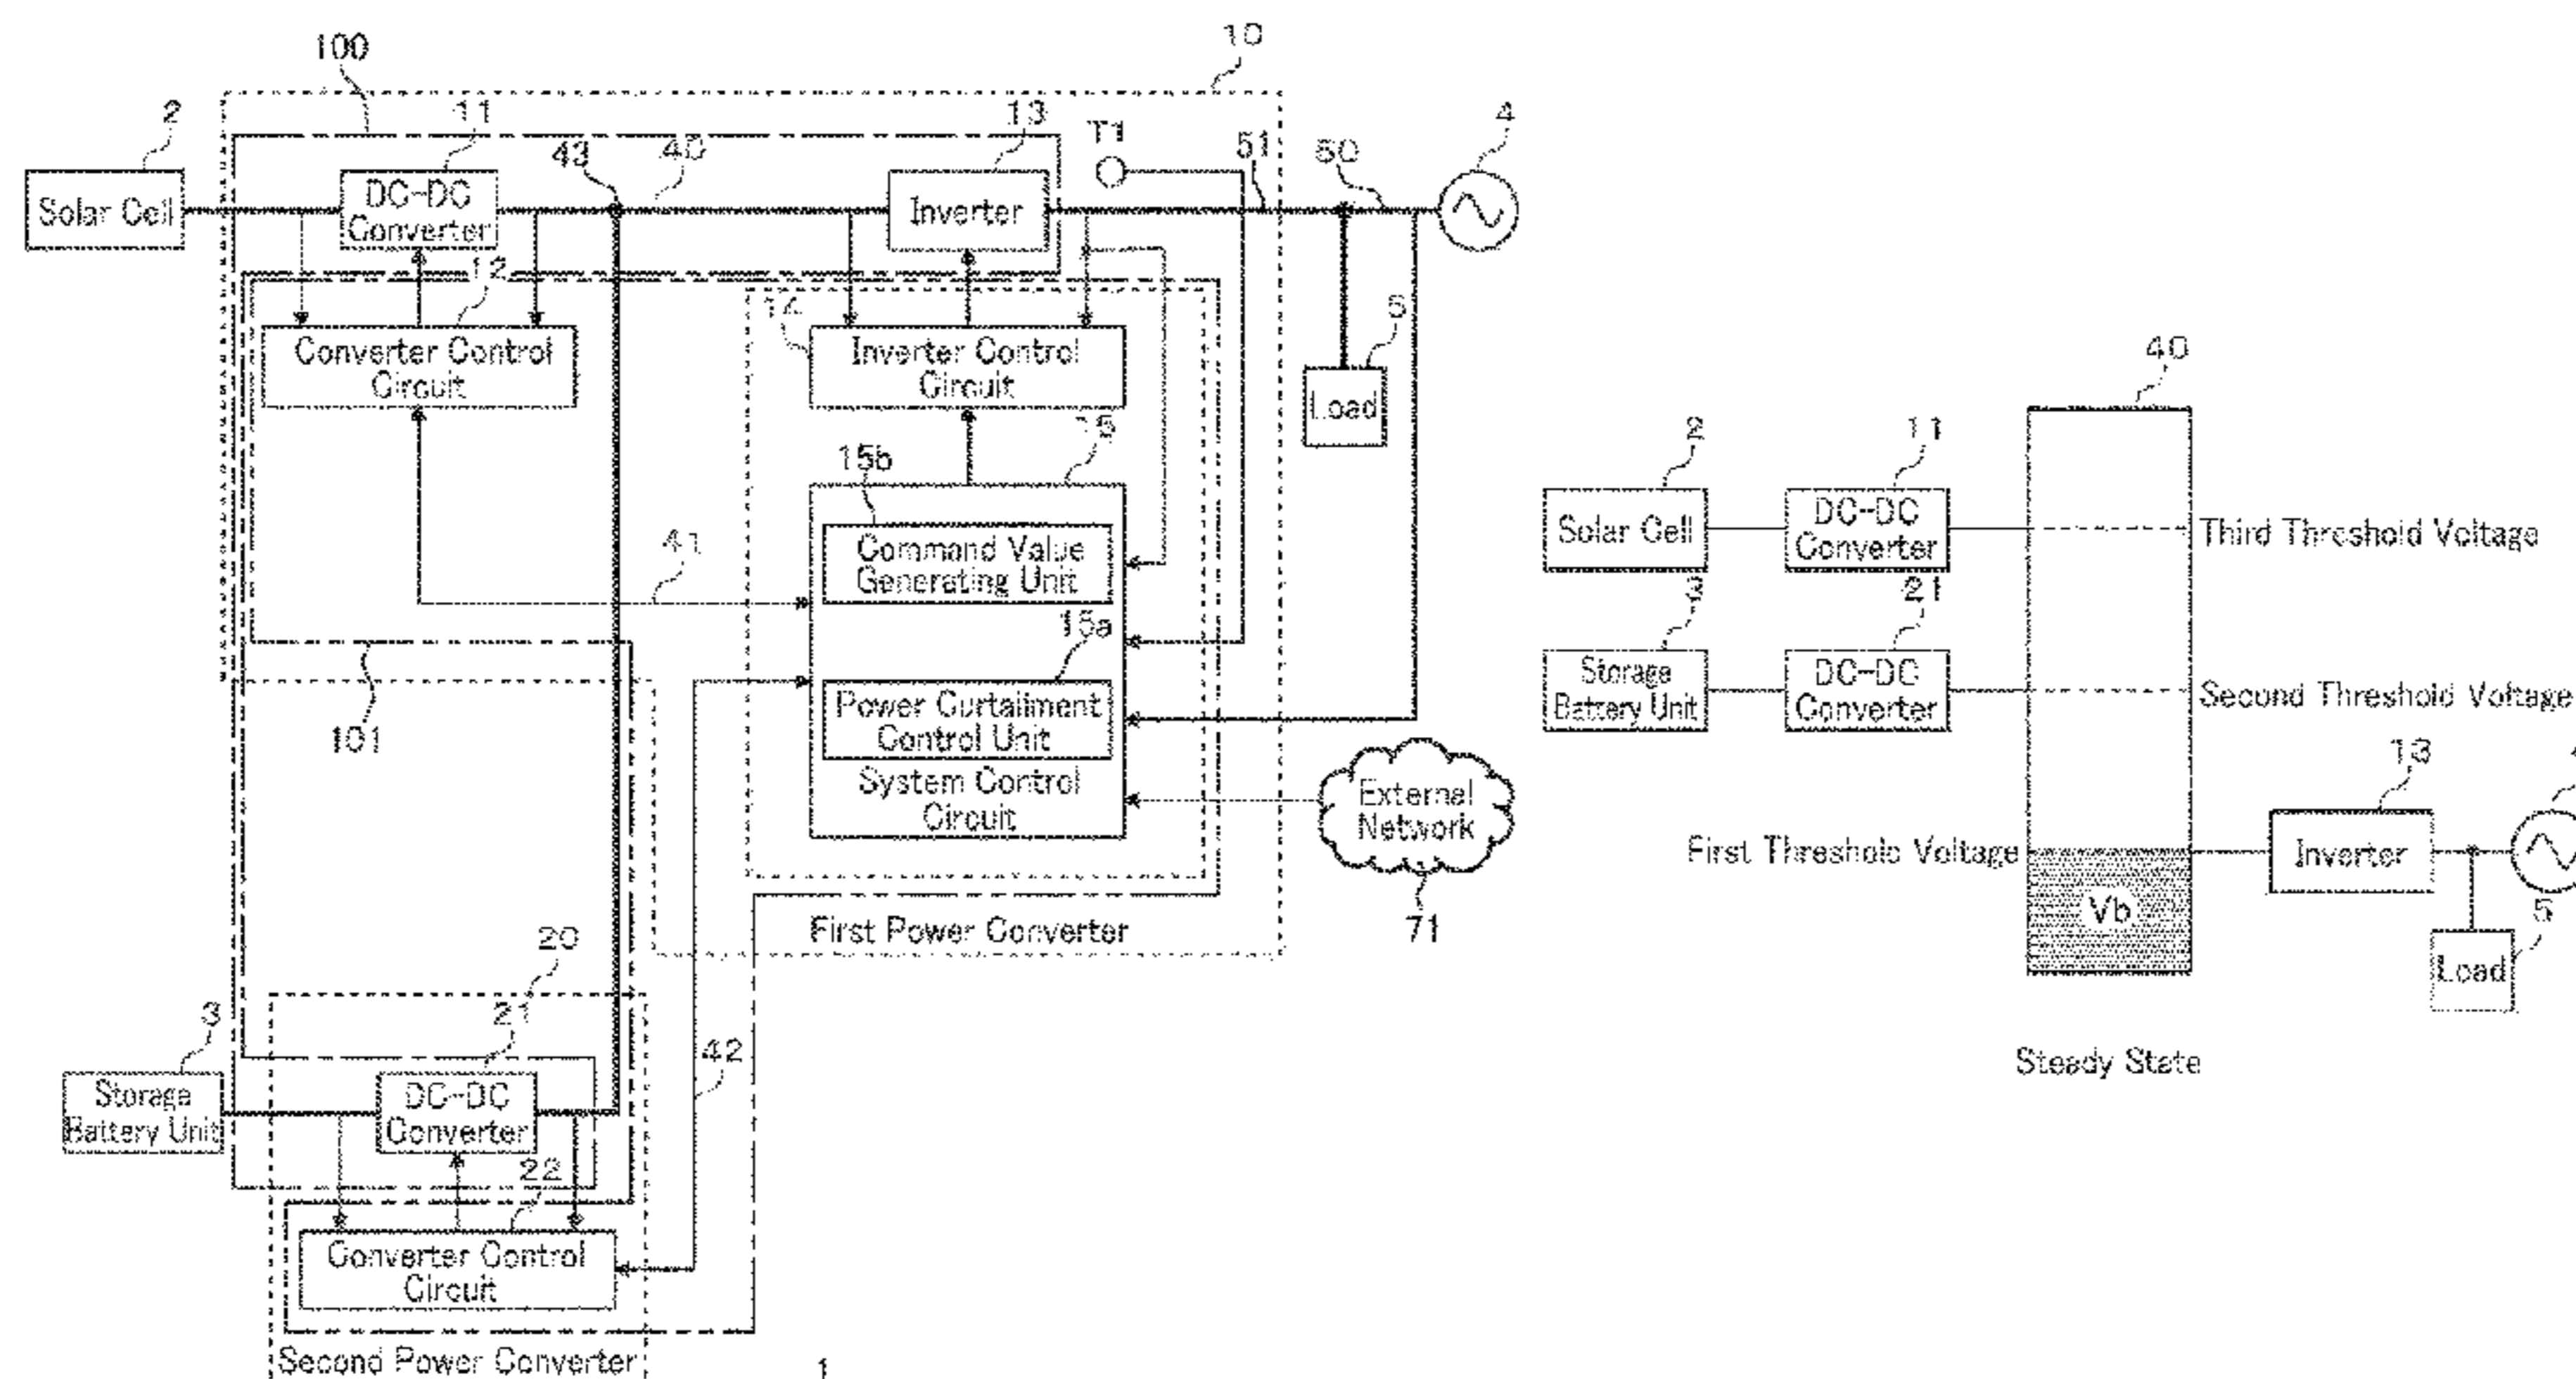 100
10
2
11
13
T1
4
43
40
51
50
Solar Cell
DC-DC
Converter
Inverter
12
14
5
Converter Control
Circuit
Inverter Control
Circuit
Load
15
15b
Command Value
Generating Unit
41
15a
Power Curtailment
Control Unit
System Control
Circuit
101
External
Network
71
First Power Converter
20
3
21
42
Storage
Battery Unit
DC-DC
Converter
22
Converter Control
Circuit
Second Power Converter
1
40
2
11
Solar Cell
DC-DC
Converter
Third Threshold Voltage
3
21
Storage
Battery Unit
DC-DC
Converter
Second Threshold Voltage
13
First Threshold Voltage
Inverter
Vb
5
Load
Steady State